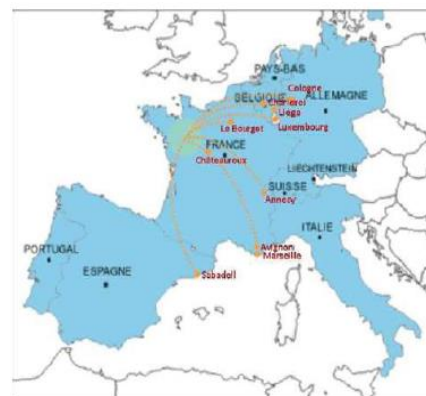 PAYS-BAS
Cologne
BELGIQUE
Charleroi
ALLEMAGNE
Liege
Luxembourg
Le Bourget
FRANCE
Châteauroux
LIECHTENSTEIN
SUISSE
Annecy
ITALIE
Avignon
Marseille
PORTUGAL
ESPAGNE
Sabadell